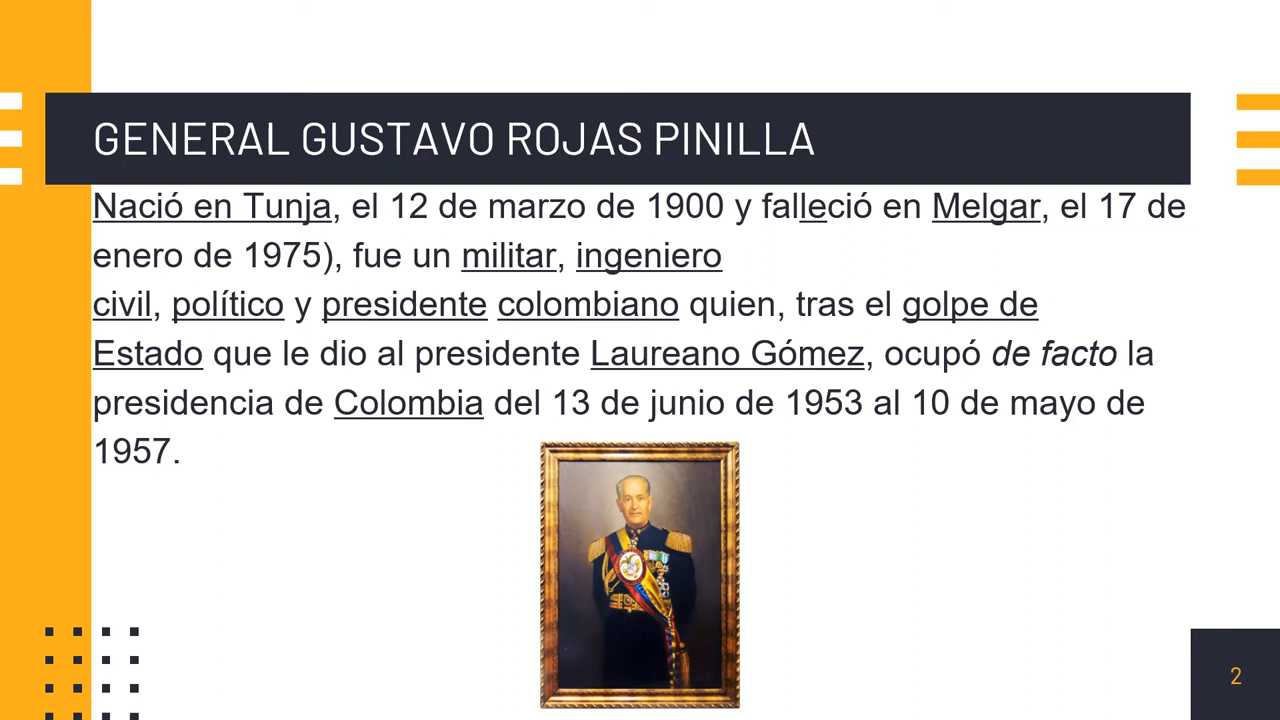 GENERAL GUSTAVO ROJAS PINILLA
Nació en Tunja, el 12 de marzo de 1900 y falleció en Melgar, el 17 de
enero de 1975), fue un militar, ingeniero
civil, político y presidente colombiano quien, tras el golpe de
Estado que le dio al presidente Laureano Gómez, ocupó de facto la
presidencia de Colombia del 13 de junio de 1953 al 10 de mayo de
1957.
2